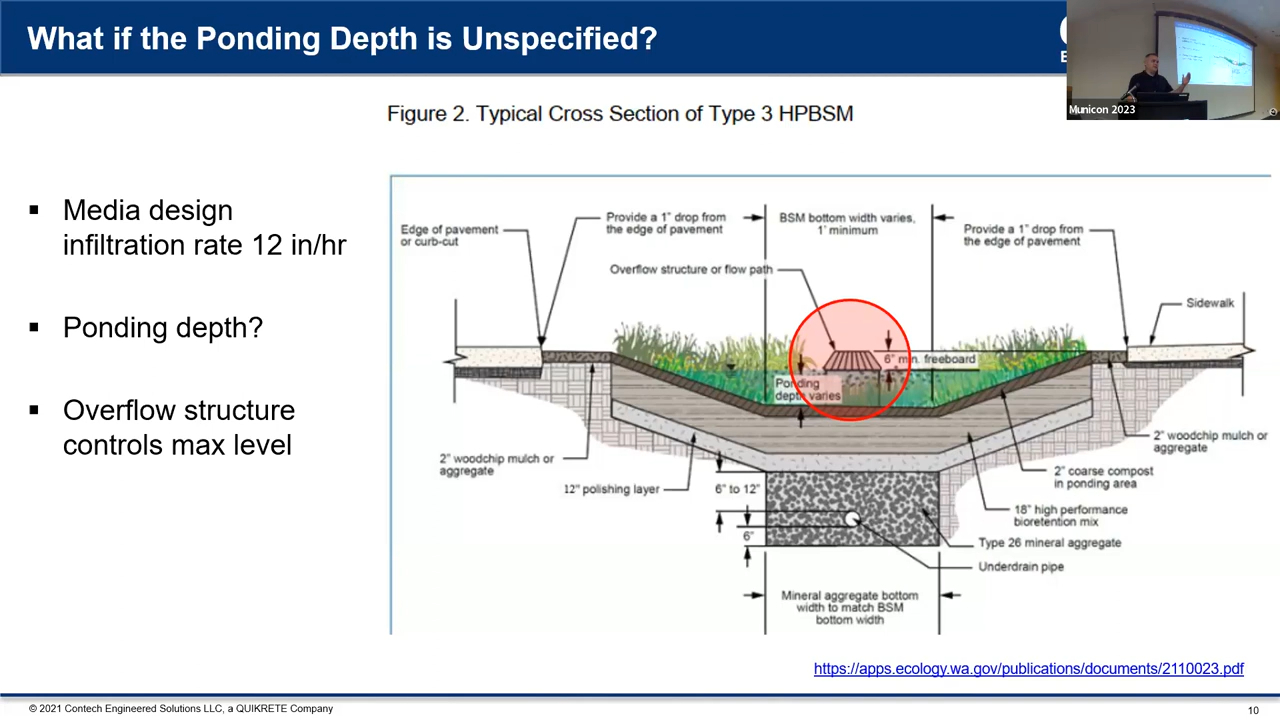 What if the Ponding Depth is Unspecified?
Municon 2023
Figure 2. Typical Cross Section of Type 3 HPBSM
▪ Media design
infiltration rate 12 in/hr
▪ Ponding depth?
▪ Overflow structure
controls max level
Edge of pavement
or curb-cut
Provide a 1" drop from
the edge of pavement
BSM bottom width varies,
1' minimum
Provide a 1" drop from
the edge of pavement
Overflow structure or flow path
Sidewalk
6" min. freeboard
Ponding
depth varies
2" woodchip mulch or
aggregate
12" polishing layer
6" to 12"
6"
2" woodchip mulch or
aggregate
2" coarse compost
in ponding area
18" high performance
bioretention mix
Type 26 mineral aggregate
Underdrain pipe
Mineral aggregate bottom
width to match BSM
bottom width
https://apps.ecology.wa.gov/publications/documents/2110023.pdf
© 2021 Contech Engineered Solutions LLC, a QUIKRETE Company
10